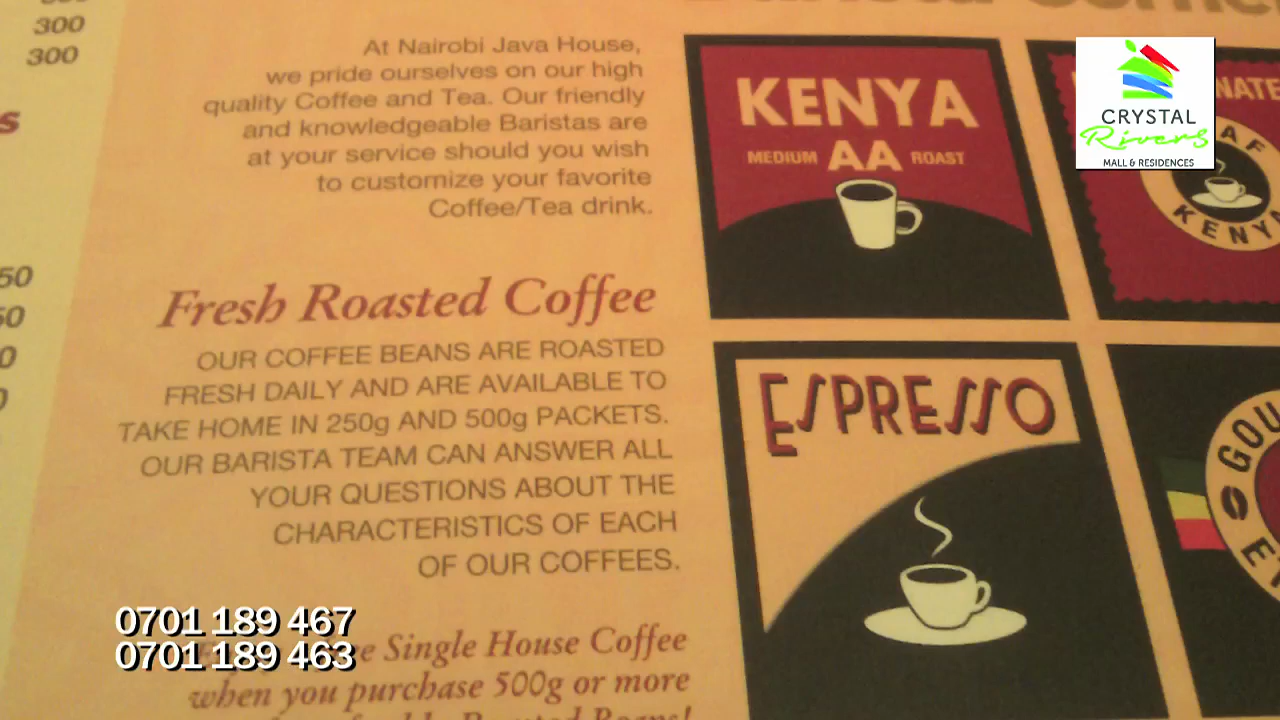 300
300
At Nairobi Java House,
we pride ourselves on our high
quality Coffee and Tea. Our friendly
and knowledgeable Baristas are
at your service should you wish
to customize your favorite
Coffee/Tea drink.
Fresh Roasted Coffee
OUR COFFEE BEANS ARE ROASTED
FRESH DAILY AND ARE AVAILABLE TO
TAKE HOME IN 250g AND 500g PACKETS.
OUR BARISTA TEAM CAN ANSWER ALL
YOUR QUESTIONS ABOUT THE
CHARACTERISTICS OF EACH
OF OUR COFFEES.
Single House Coffee
when you purchase 500g or more
KENYA
MEDIUM AA ROAST
ESPRESSO
CRYSTAL
Rivers
MALL & RESIDENCES
KENY
GOU
0701 189 467
0701 189 463